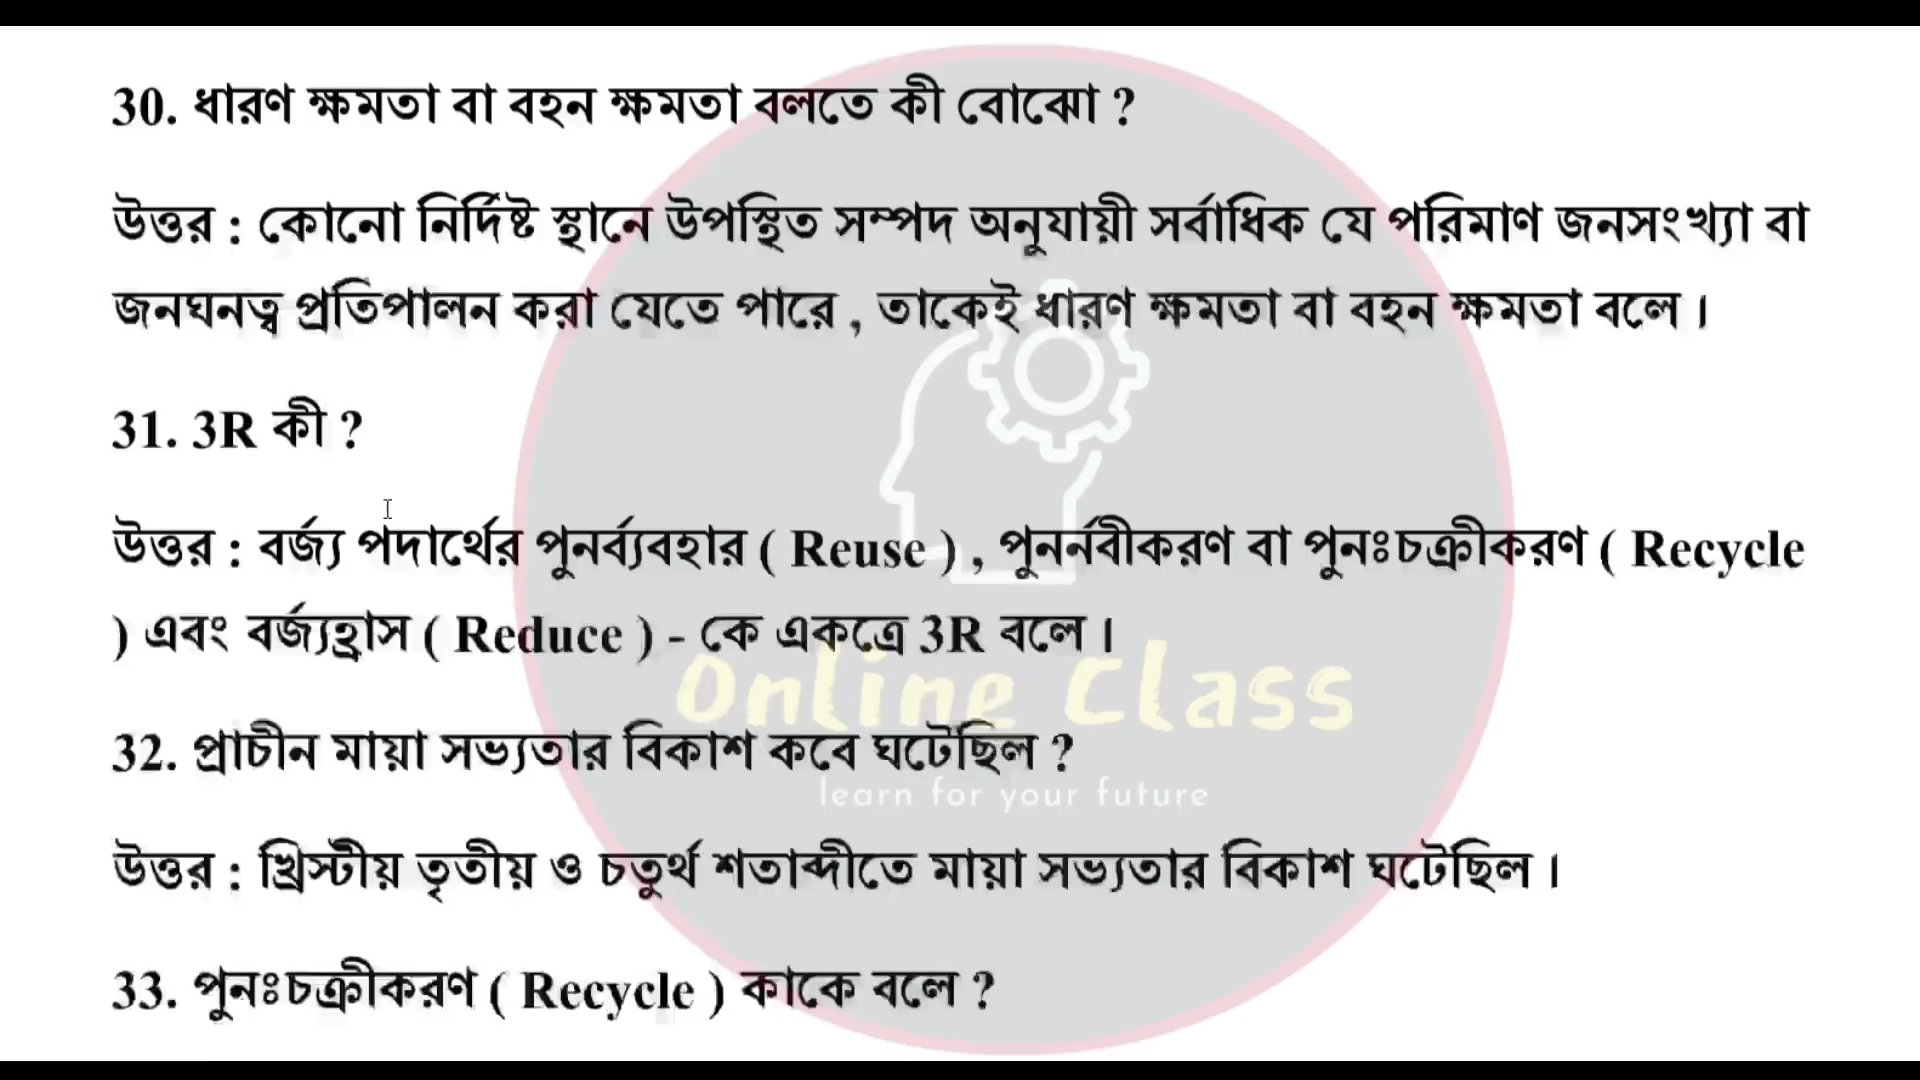 30. ধারণ ক্ষমতা বা বহন ক্ষমতা বলতে কী বোঝো ?
উত্তর : কোনো নির্দিষ্ট স্থানে উপস্থিত সম্পদ অনুযায়ী সর্বাধিক যে পরিমাণ জনসংখ্যা বা
জনঘনত্ব প্রতিপালন করা যেতে পারে , তাকেই ধারণ ক্ষমতা বা বহন ক্ষমতা বলে ।
31. 3R কী ?
উত্তর : বর্জ্য পদার্থের পুনর্ব্যবহার ( Reuse ) , পুনর্নবীকরণ বা পুনঃচক্রীকরণ ( Recycle
) এবং বর্জ্যহ্রাস ( Reduce ) - কে একত্রে 3R বলে ।
Online Class
32. প্রাচীন মায়া সভ্যতার বিকাশ কবে ঘটেছিল ?
learn for your future
উত্তর : খ্রিস্টীয় তৃতীয় ও চতুর্থ শতাব্দীতে মায়া সভ্যতার বিকাশ ঘটেছিল ।
33. পুনঃচক্রীকরণ ( Recycle ) কাকে বলে ?